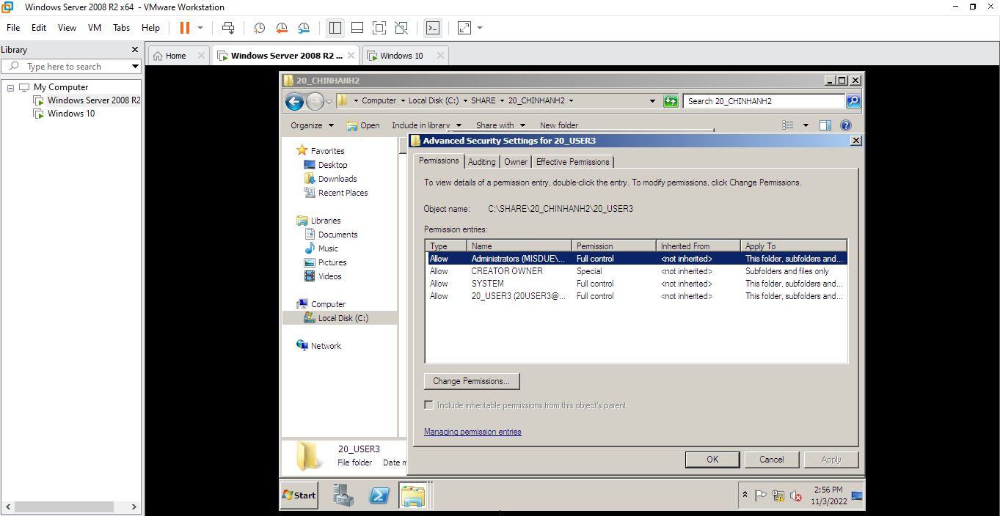 Windows Server 2008 R2 x64 - VMware Workstation
File Edit View VM Tabs Help
Library
Type here to search
My Computer
Windows Server 2008 R2
Windows 10
Home
Windows Server 2008 R2 ...
Windows 10
20_CHINHANH2
Computer Local Disk (C:) SHARE 20_CHINHANH2
Search 20_CHINHANH2
Organize Open Include in library Share with New folder
Favorites
Desktop
Downloads
Recent Places
Libraries
Documents
Music
Pictures
Videos
Computer
Local Disk (C:)
Network
20_USER3
File folder Date m
Advanced Security Settings for 20_USER3
Permissions Auditing Owner Effective Permissions
To view details of a permission entry, double-click the entry. To modify permissions, click Change Permissions.
Object name: C:\SHARE\20_CHINHANH2\20_USER3
Permission entries:
Type Name Permission Inherited From Apply To
Allow Administrators (MISDUE\... Full control <not inherited> This folder, subfolders and...
Allow CREATOR OWNER Special <not inherited> Subfolders and files only
Allow SYSTEM Full control <not inherited> This folder, subfolders and...
Allow 20_USER3 (20USER3@... Full control <not inherited> This folder, subfolders and...
Change Permissions...
Include inheritable permissions from this object's parent
Managing permission entries
OK Cancel Apply
Start
2:56 PM
11/3/2022